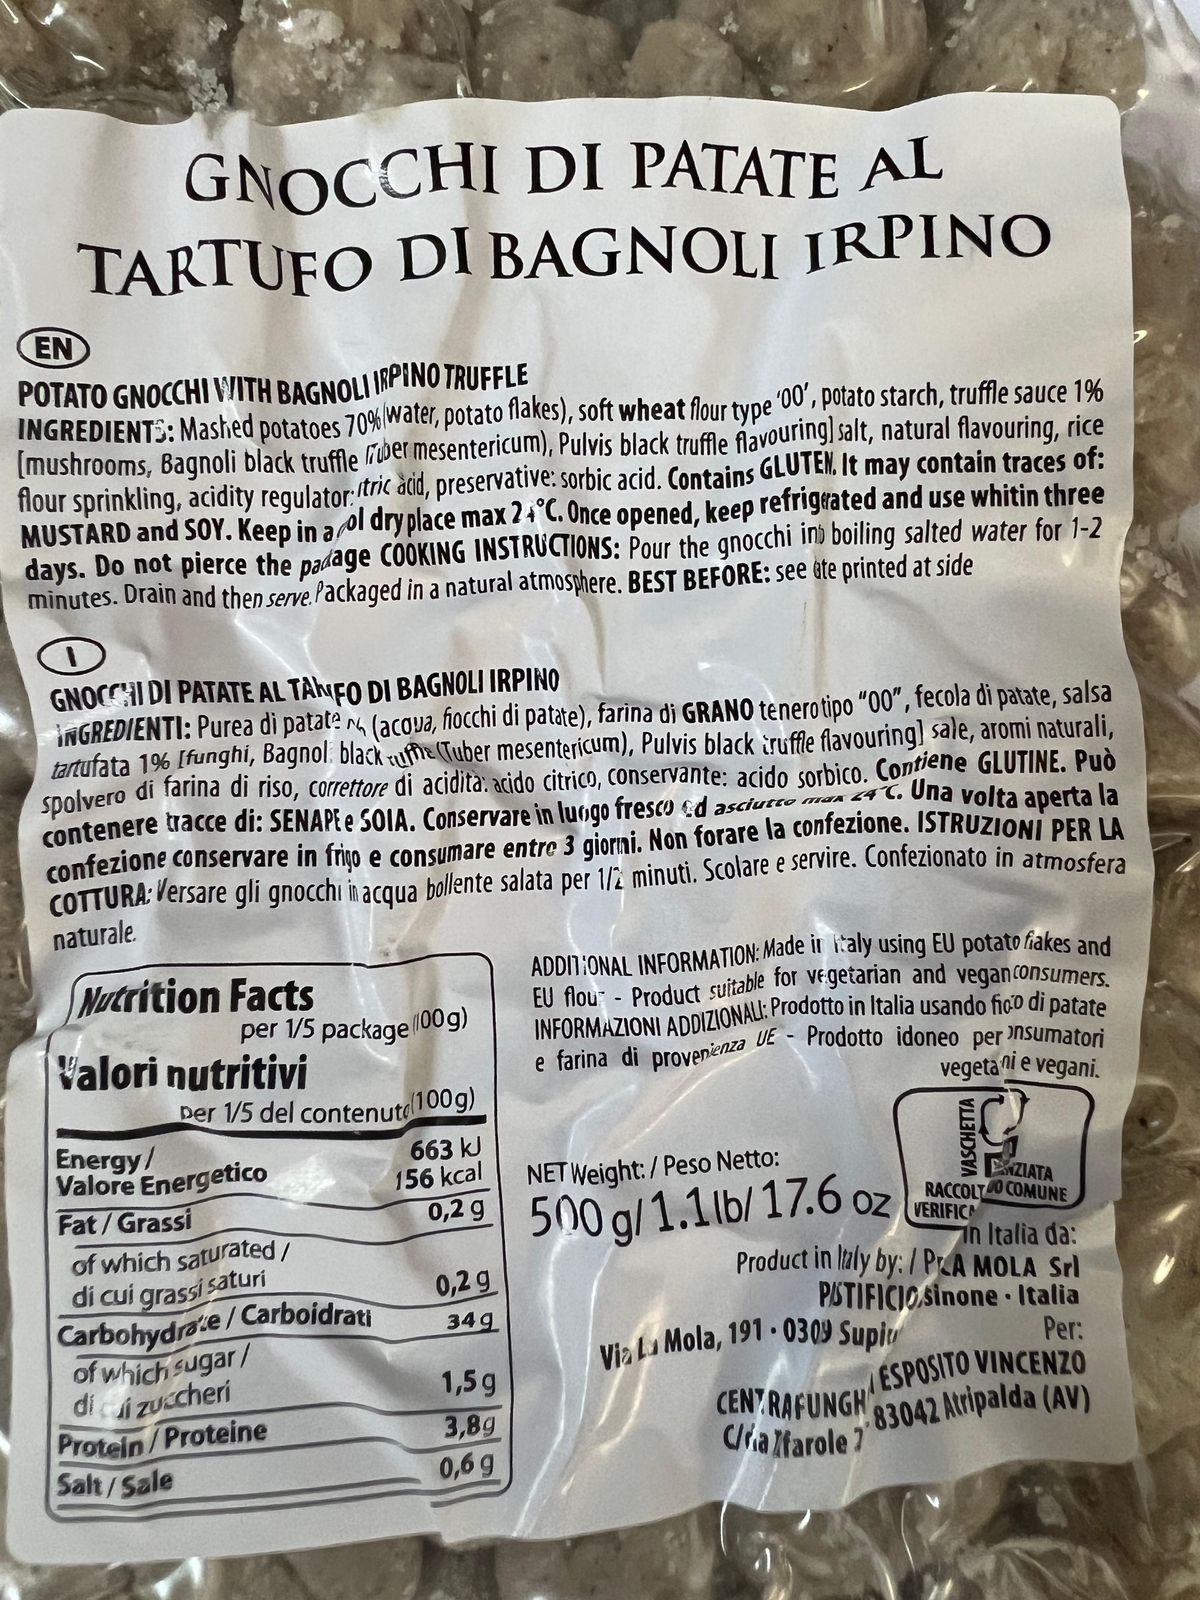 GNOCCHI DI PATATE AL
TARTUFO DI BAGNOLI IRPINO
EN
POTATO GNOCCHI WITH BAGNOLI IRPINO TRUFFLE
INGREDIENTS: Mashed potatoes 70% (water, potato flakes), soft wheat flour type '00', potato starch, truffle sauce 1%
[mushrooms, Bagnoli black truffle (Tuber mesentericum), Pulvis black truffle flavouring] salt, natural flavouring, rice
flour sprinkling, acidity regulator: citric acid, preservative: sorbic acid. Contains GLUTEN. It may contain traces of:
MUSTARD and SOY. Keep in a cool dry place max 24°C. Once opened, keep refrigerated and use whitin three
days. Do not pierce the package COOKING INSTRUCTIONS: Pour the gnocchi into boiling salted water for 1-2
minutes. Drain and then serve. Packaged in a natural atmosphere. BEST BEFORE: see date printed at side
I
GNOCCHI DI PATATE AL TARTUFO DI BAGNOLI IRPINO
INGREDIENTI: Purea di patate (acqua, fiocchi di patate), farina di GRANO tenero tipo "00", fecola di patate, salsa
tartufata 1% [funghi, Bagnoli black truffle (Tuber mesentericum), Pulvis black truffle flavouring] sale, aromi naturali,
spolvero di farina di riso, correttore di acidità: acido citrico, conservante: acido sorbico. Contiene GLUTINE. Può
contenere tracce di: SENAPE e SOIA. Conservare in luogo fresco ed asciutto max 24°C. Una volta aperta la
confezione conservare in frigo e consumare entro 3 giorni. Non forare la confezione. ISTRUZIONI PER LA
COTTURA: Versare gli gnocchi in acqua bollente salata per 1/2 minuti. Scolare e servire. Confezionato in atmosfera
naturale.
Nutrition Facts
per 1/5 package (100g)
Valori nutritivi
per 1/5 del contenuto (100g)
Energy/ 663 kJ
Valore Energetico 156 kcal
Fat / Grassi 0,2 g
of which saturated /
di cui grassi saturi 0,2 g
Carbohydrate / Carboidrati 34 g
of which sugar /
di cui zuccheri 1,5 g
Protein / Proteine 3,8g
Salt / Sale 0,6 g
ADDITIONAL INFORMATION: Made in Italy using EU potato flakes and
EU flour - Product suitable for vegetarian and vegan consumers.
INFORMAZIONI ADDIZIONALI: Prodotto in Italia usando di patate
e farina di provenienza UE - Prodotto idoneo per consumatori
vegetani e vegani.
VASCHETTA
RACCOLTA COMUNE
VERIFICA
NET Weight: / Peso Netto:
500 g/ 1.1 lb/ 17.6 oz
Product in Italy by: / in Italia da:
PASTIFICIO LA MOLA Srl
Via La Mola, 191 • Italia
Per:
CENTRAFUNGHI ESPOSITO VINCENZO
C/da 83042 Atripalda (AV)